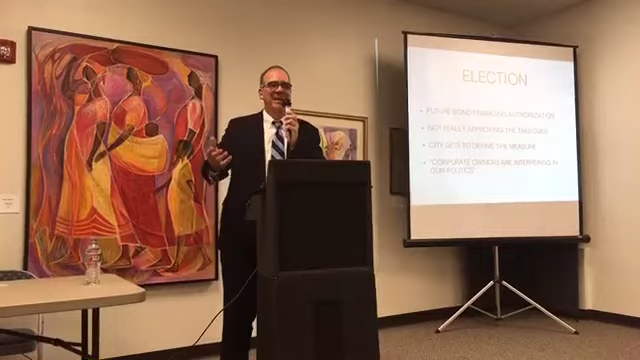 ELECTION
• FUTURE BOND FINANCING AUTHORIZATION
• NOT REALLY APPROVING THE TAKEOVER
• CITY GETS TO DEFINE THE MEASURE
• "CORPORATE OWNERS ARE INTERFERING IN
OUR POLITICS"